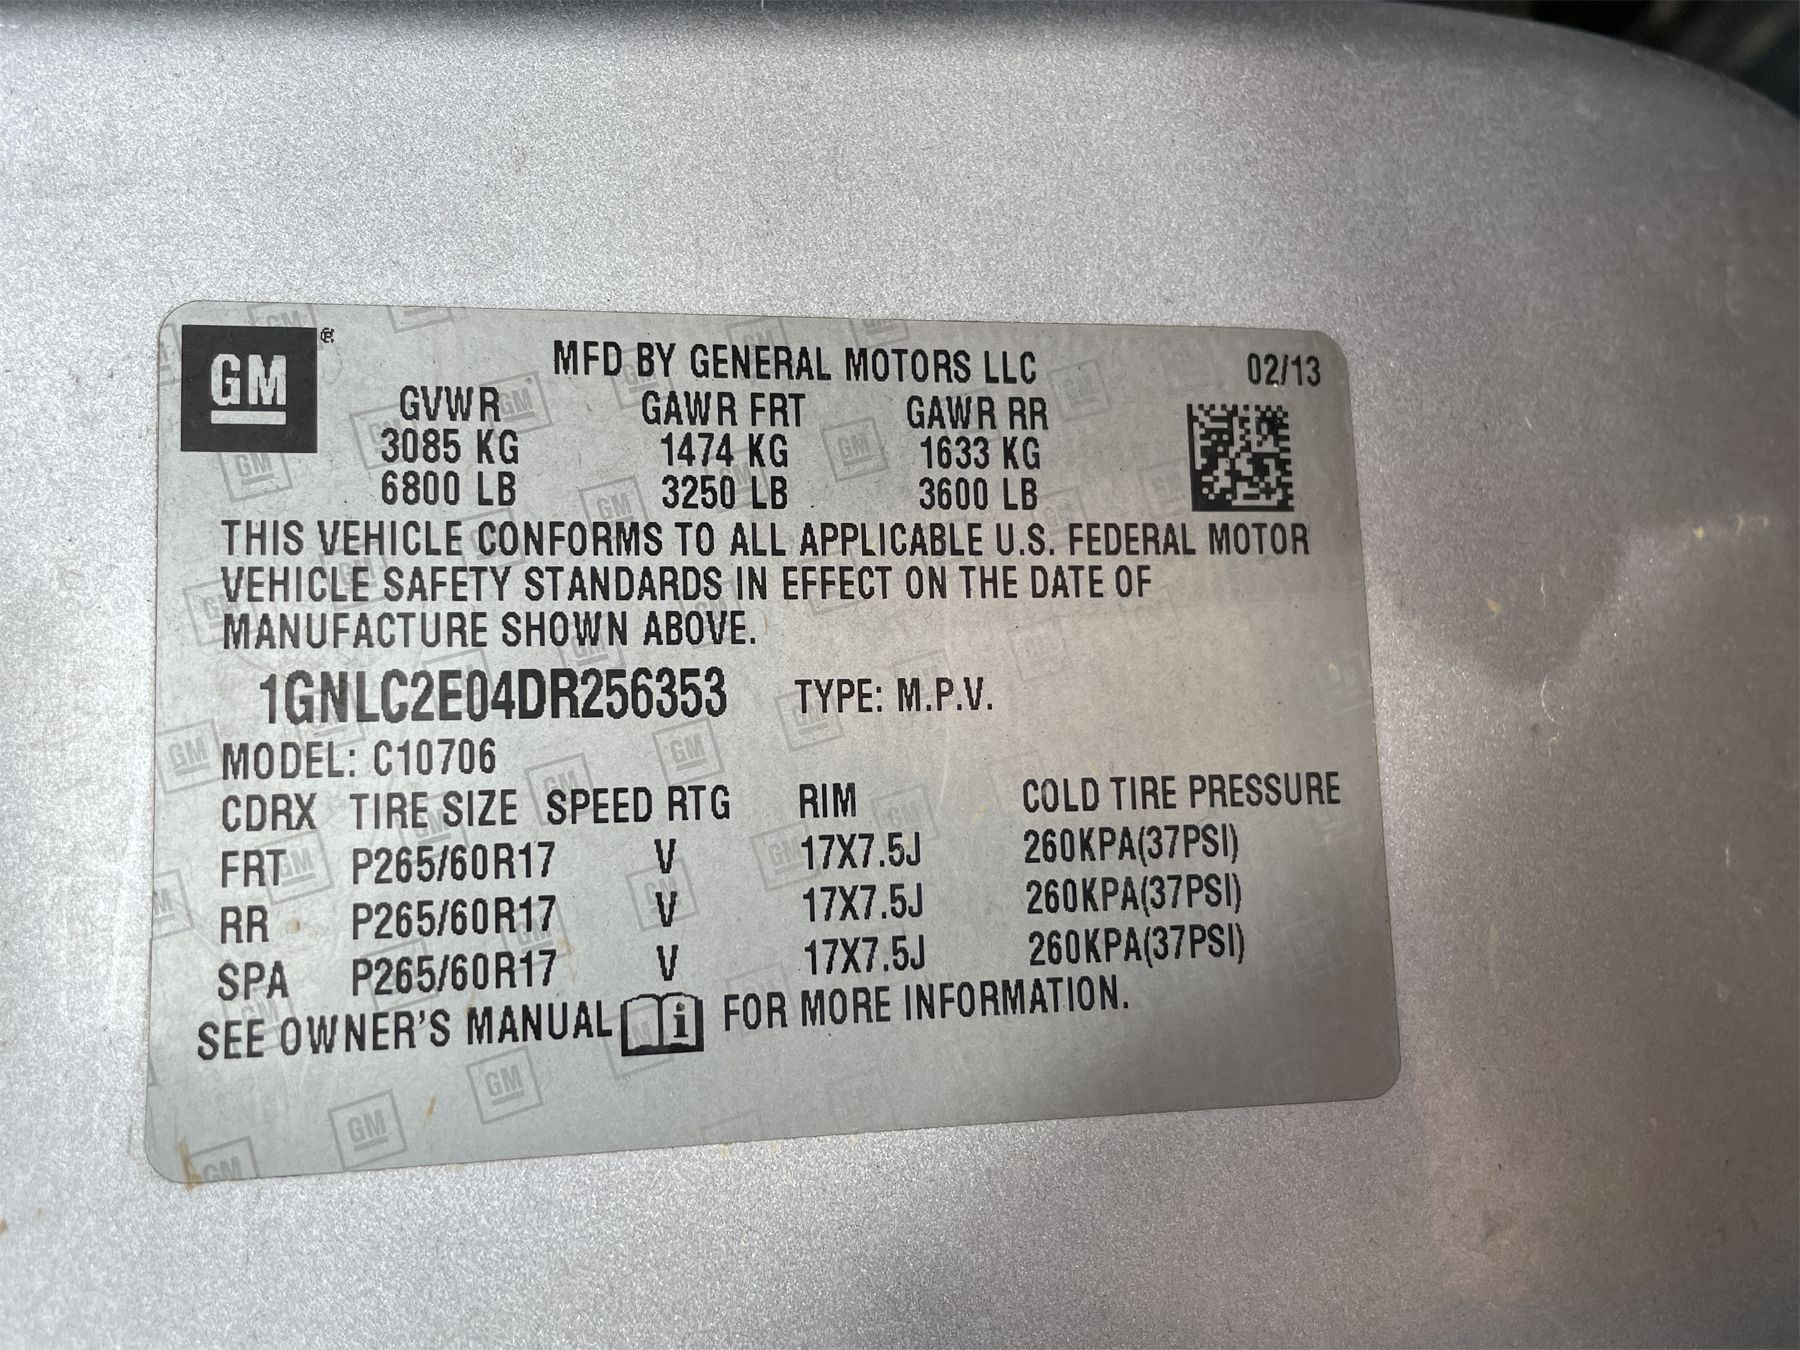 GM ®
MFD BY GENERAL MOTORS LLC 02/13
GVWR GAWR FRT GAWR RR
3085 KG 1474 KG 1633 KG
6800 LB 3250 LB 3600 LB
THIS VEHICLE CONFORMS TO ALL APPLICABLE U.S. FEDERAL MOTOR
VEHICLE SAFETY STANDARDS IN EFFECT ON THE DATE OF
MANUFACTURE SHOWN ABOVE.
1GNLC2E04DR256353 TYPE: M.P.V.
MODEL: C10706
CDRX TIRE SIZE SPEED RTG RIM COLD TIRE PRESSURE
FRT P265/60R17 V 17X7.5J 260KPA(37PSI)
RR P265/60R17 V 17X7.5J 260KPA(37PSI)
SPA P265/60R17 V 17X7.5J 260KPA(37PSI)
SEE OWNER'S MANUAL i FOR MORE INFORMATION.